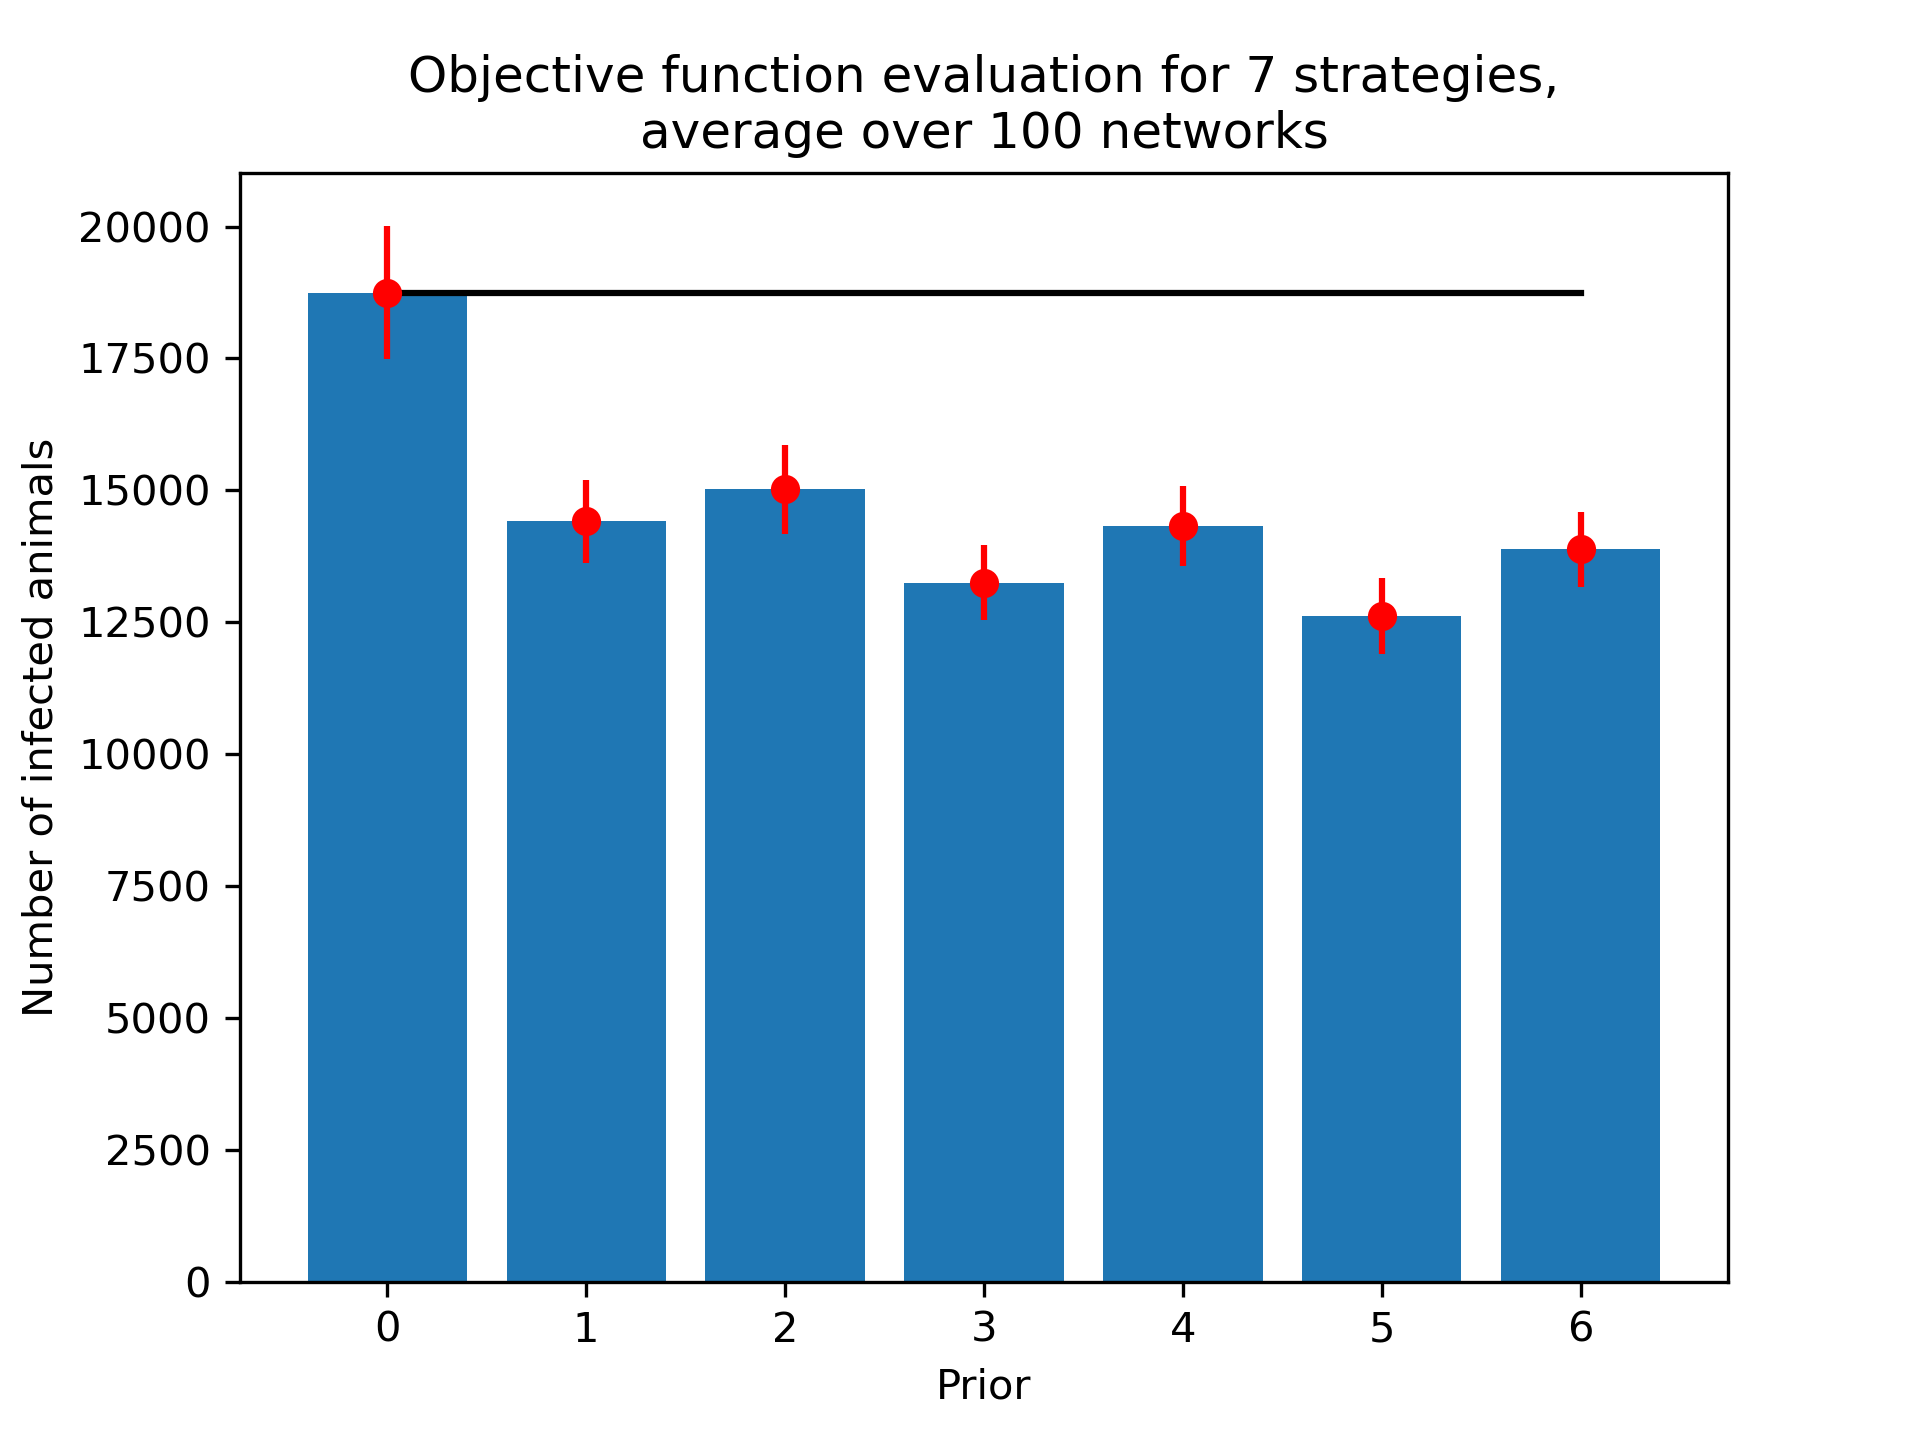 Objective function evaluation for 7 strategies,
average over 100 networks
Number of infected animals
20000
17500
15000
12500
10000
7500
5000
2500
0
0 1 2 3 4 5 6
Prior